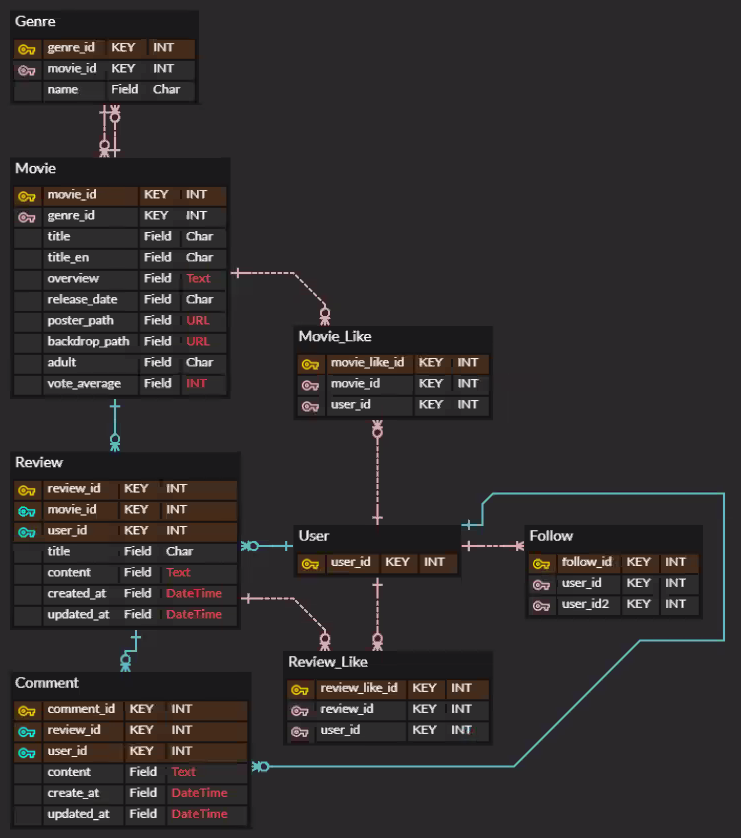 Genre
genre_id KEY INT
movie_id KEY INT
name Field Char
Movie
movie_id KEY INT
genre_id KEY INT
title Field Char
title_en Field Char
overview Field Text
release_date Field Char
poster_path Field URL
backdrop_path Field URL
adult Field Char
vote_average Field INT
Movie_Like
movie_like_id KEY INT
movie_id KEY INT
user_id KEY INT
Review
review_id KEY INT
movie_id KEY INT
user_id KEY INT
title Field Char
content Field Text
created_at Field DateTime
updated_at Field DateTime
User
user_id KEY INT
Follow
follow_id KEY INT
user_id KEY INT
user_id2 KEY INT
Review_Like
review_like_id KEY INT
review_id KEY INT
user_id KEY INT
Comment
comment_id KEY INT
review_id KEY INT
user_id KEY INT
content Field Text
create_at Field DateTime
updated_at Field DateTime